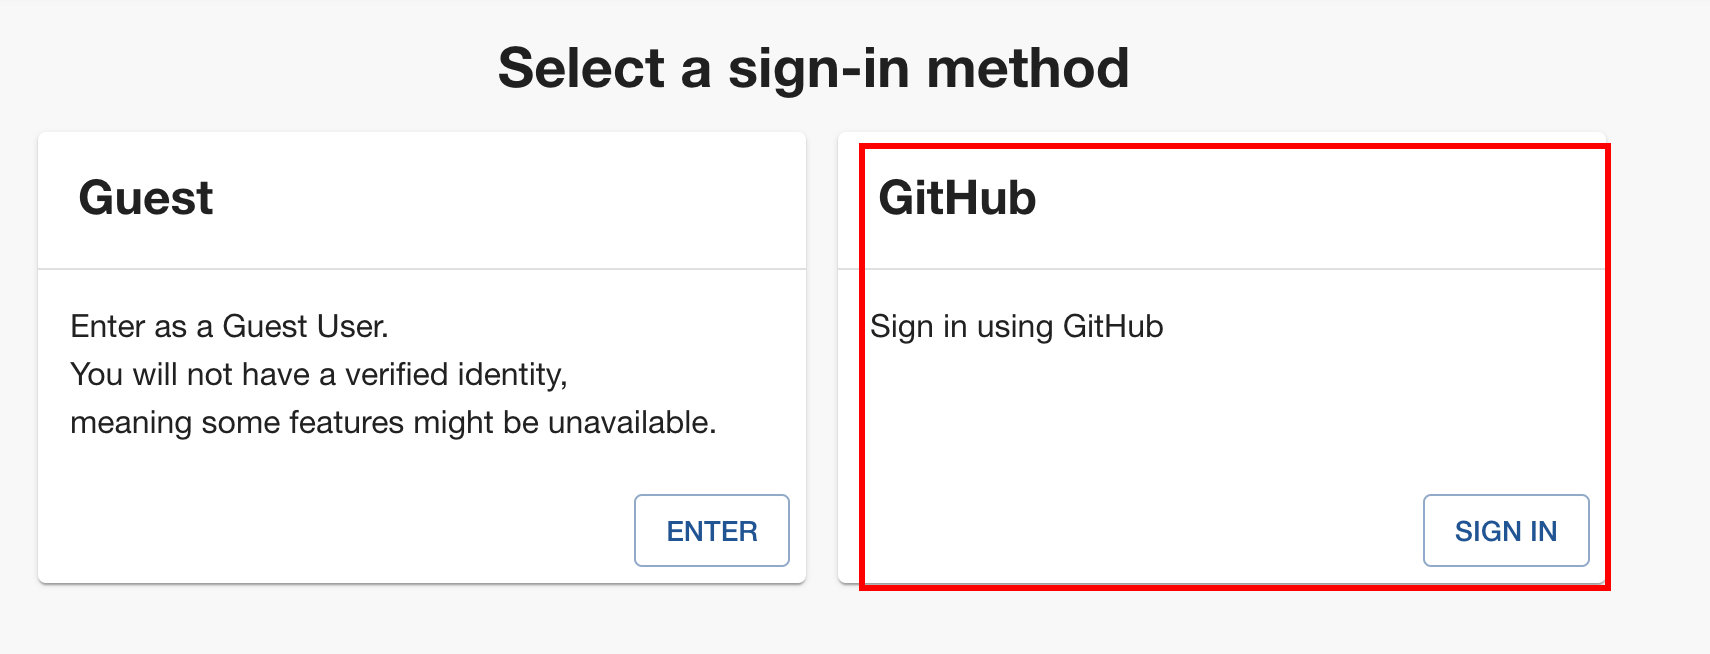 Select a sign-in method
Guest
Enter as a Guest User.
You will not have a verified identity,
meaning some features might be unavailable.
ENTER
GitHub
Sign in using GitHub
SIGN IN